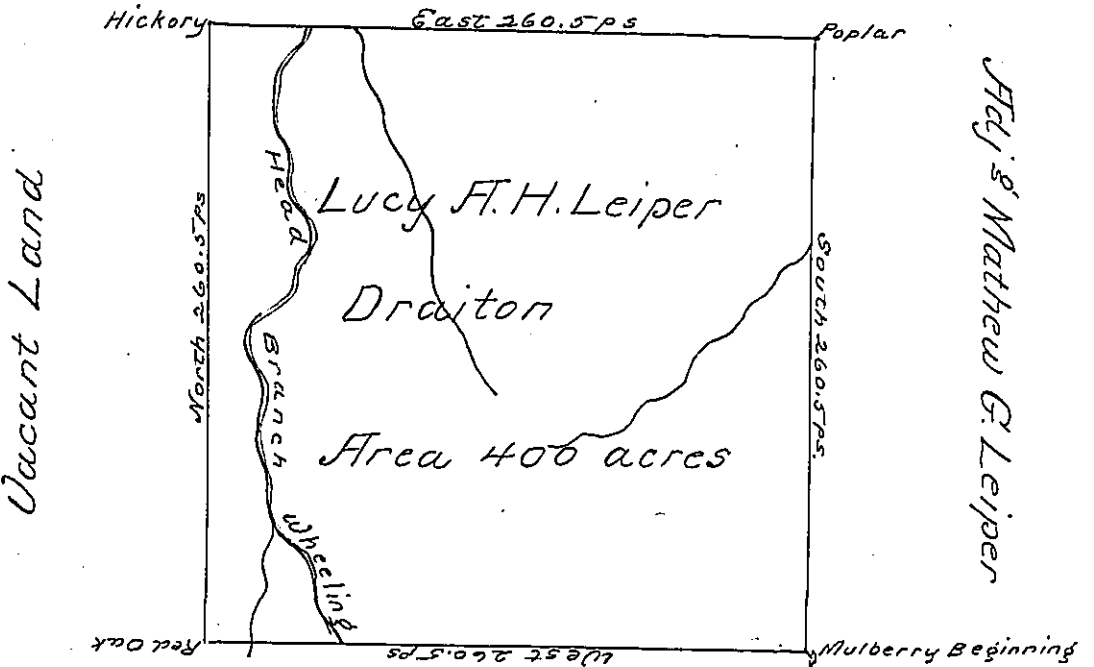 Hickory
East 260.5 ps
Poplar
Vacant Land
North 260.5 ps
Head
Branch
Wheeling
Lucy A.H. Leiper
Draiton
Area 400 acres
South 260.5 ps.
Adj'g Mathew G. Leiper
Red Oak
West 260.5 ps
Mulberry Beginning